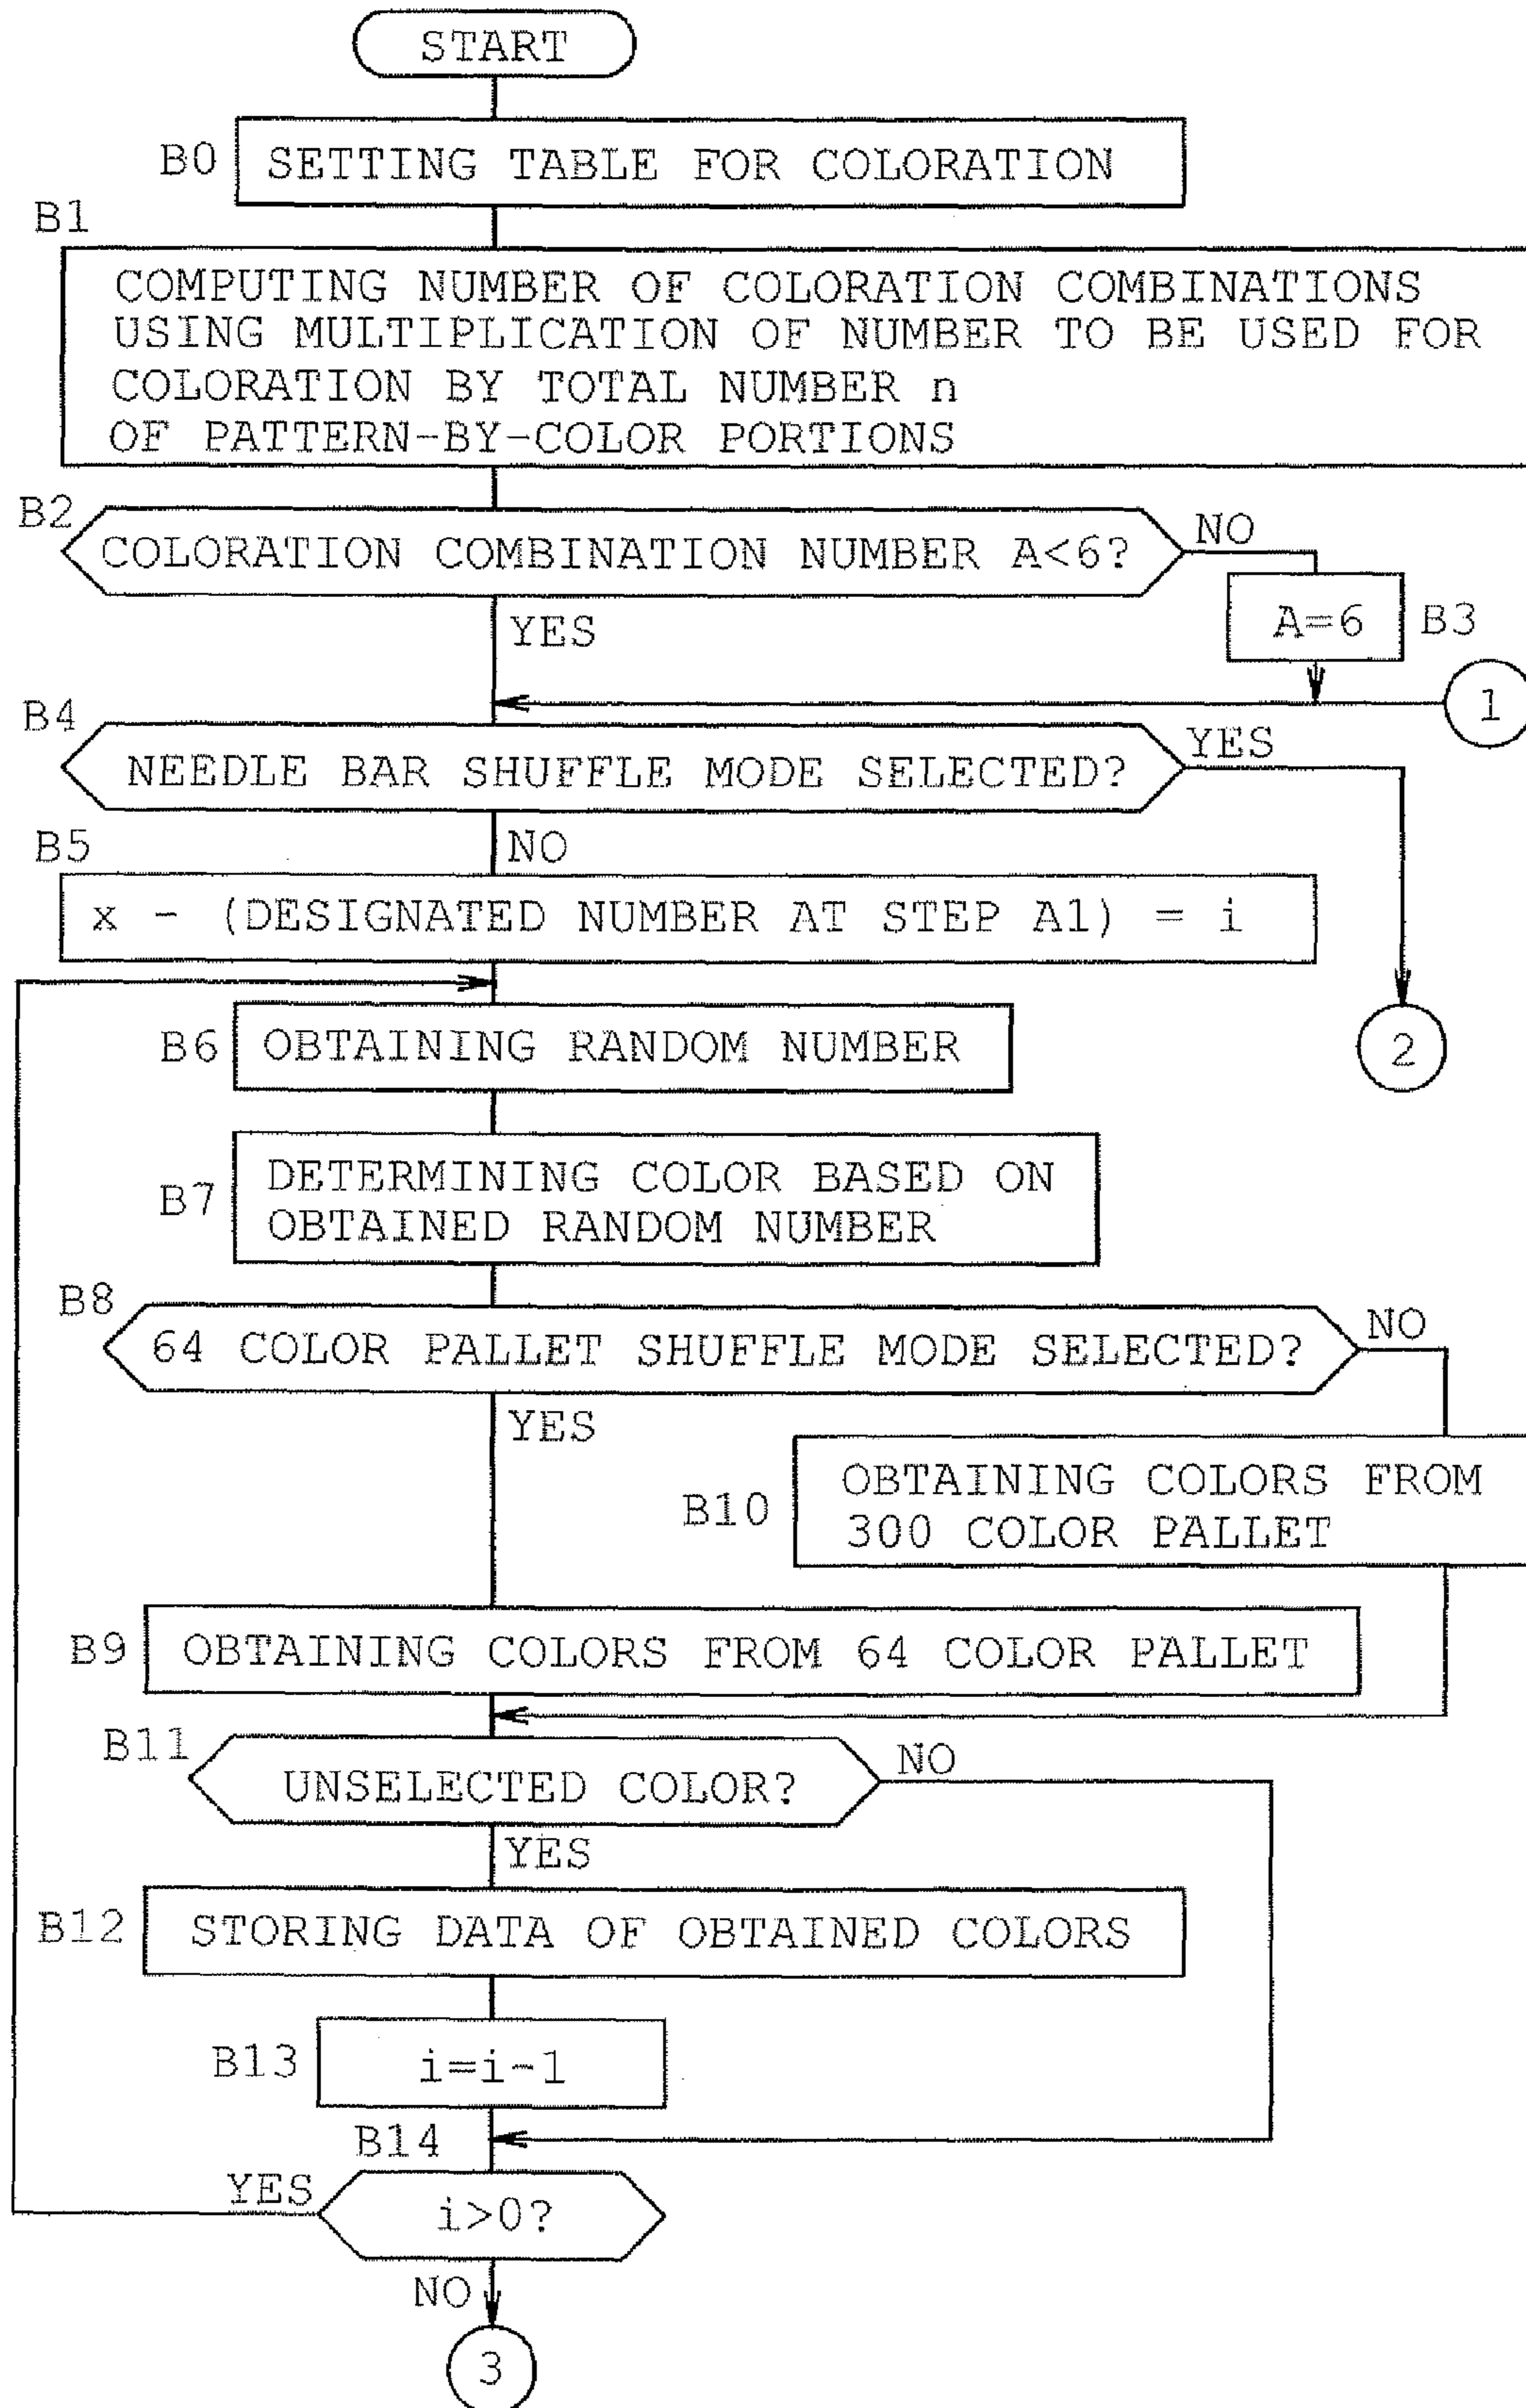 START
B0
SETTING TABLE FOR COLORATION
B1
COMPUTING NUMBER OF COLORATION COMBINATIONS
USING MULTIPLICATION OF NUMBER TO BE USED FOR
COLORATION BY TOTAL NUMBER n
OF PATTERN-BY-COLOR PORTIONS
B2
COLORATION COMBINATION NUMBER A<6?
NO
A=6
B3
YES
1
B4
NEEDLE BAR SHUFFLE MODE SELECTED?
YES
NO
B5
x - (DESIGNATED NUMBER AT STEP A1) = i
B6
OBTAINING RANDOM NUMBER
2
B7
DETERMINING COLOR BASED ON
OBTAINED RANDOM NUMBER
B8
64 COLOR PALLET SHUFFLE MODE SELECTED?
NO
YES
B10
OBTAINING COLORS FROM
300 COLOR PALLET
B9
OBTAINING COLORS FROM 64 COLOR PALLET
B11
UNSELECTED COLOR?
NO
YES
B12
STORING DATA OF OBTAINED COLORS
B13
i=i-1
B14
YES
i>0?
NO
3